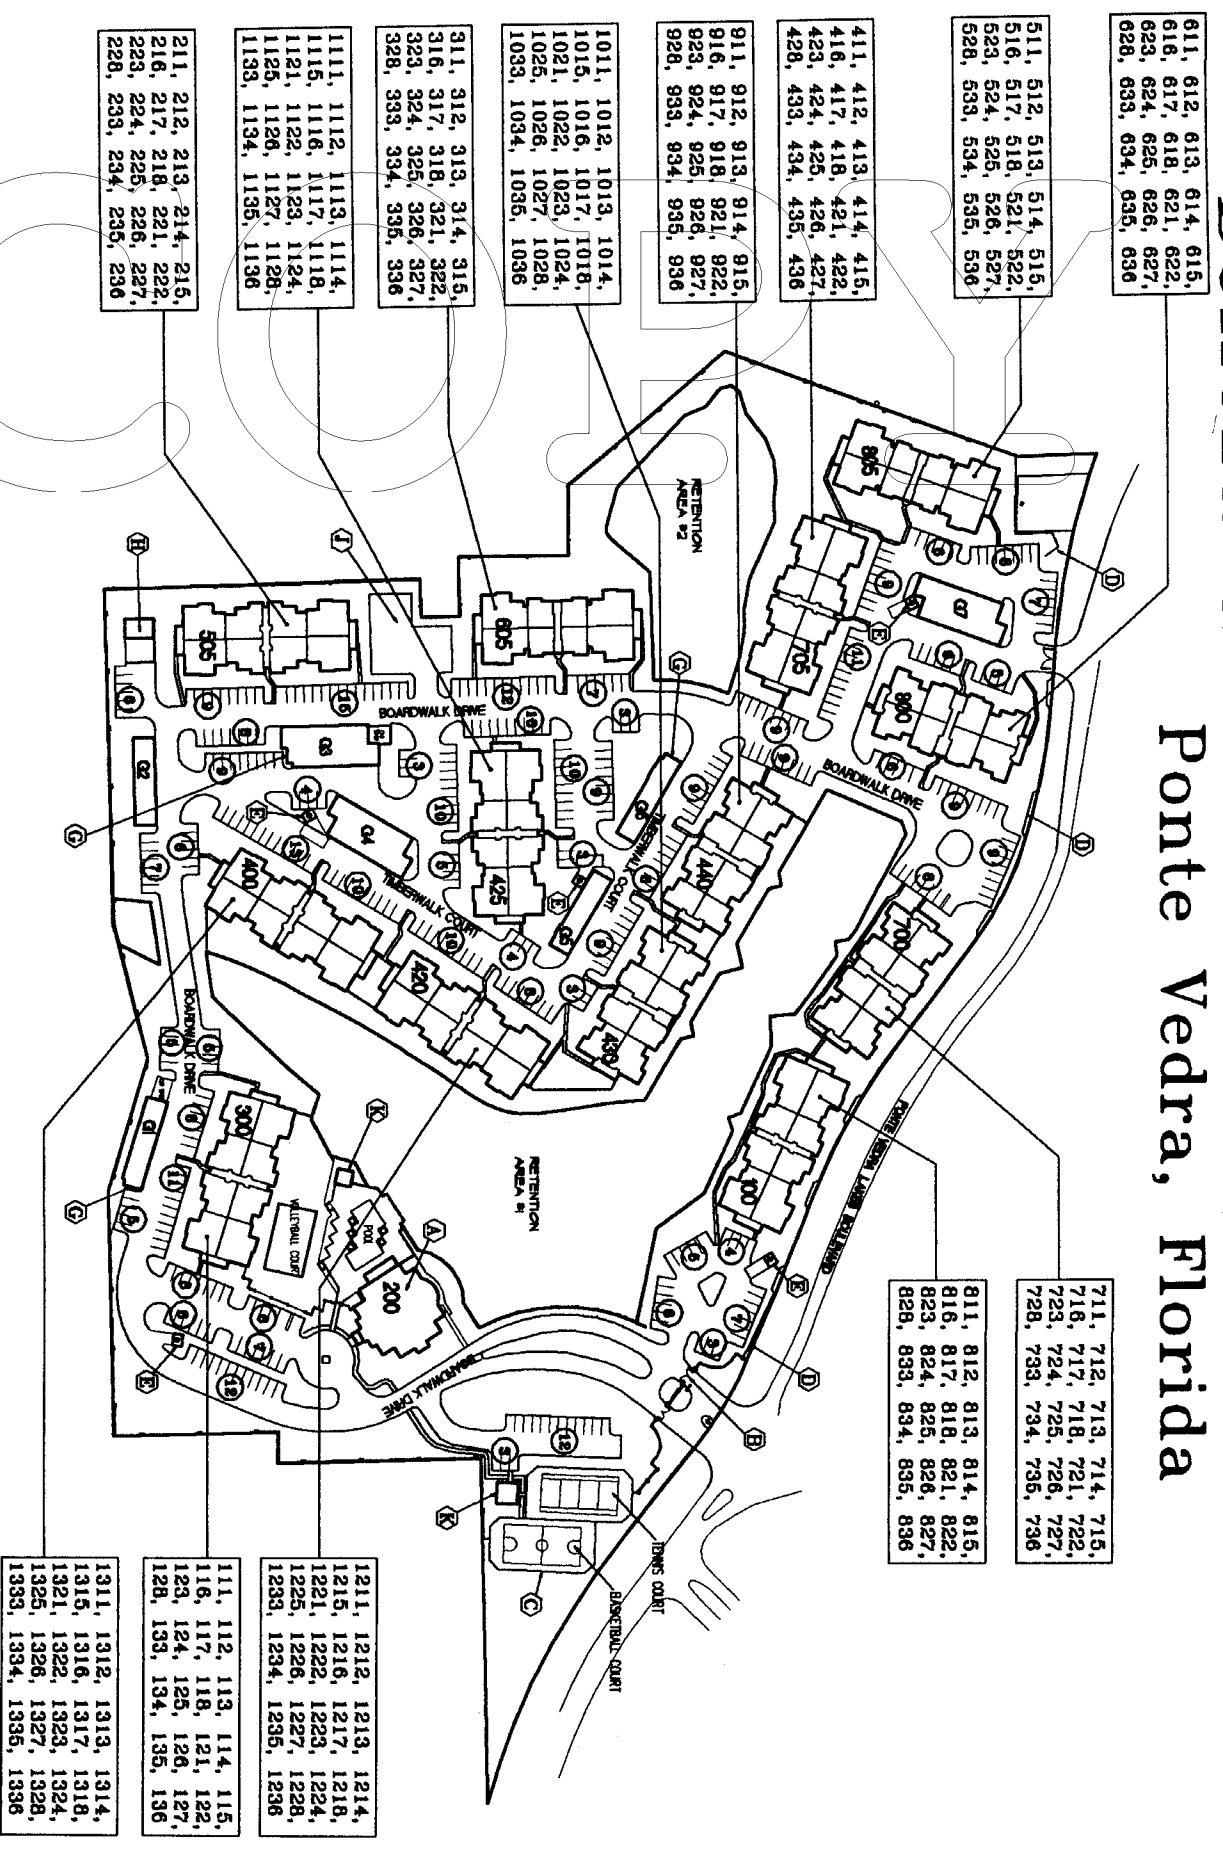 Ponte Vedra, Florida
COPY
611, 612, 613, 614, 615,
616, 617, 618, 621, 622,
623, 624, 625, 626, 627,
628, 633, 634, 635, 636
511, 512, 513, 514, 515,
516, 517, 518, 521, 522,
523, 524, 525, 526, 527,
528, 533, 534, 535, 536
411, 412, 413, 414, 415,
416, 417, 418, 421, 422,
423, 424, 425, 426, 427,
428, 433, 434, 435, 436
911, 912, 913, 914, 915,
916, 917, 918, 921, 922,
923, 924, 925, 926, 927,
928, 933, 934, 935, 936
1011, 1012, 1013, 1014,
1015, 1016, 1017, 1018,
1021, 1022, 1023, 1024,
1025, 1026, 1027, 1028,
1033, 1034, 1035, 1036
311, 312, 313, 314, 315,
316, 317, 318, 321, 322,
323, 324, 325, 326, 327,
328, 333, 334, 335, 336
1111, 1112, 1113, 1114,
1115, 1116, 1117, 1118,
1121, 1122, 1123, 1124,
1125, 1126, 1127, 1128,
1133, 1134, 1135, 1136
211, 212, 213, 214, 215,
216, 217, 218, 221, 222,
223, 224, 225, 226, 227,
228, 233, 234, 235, 236
711, 712, 713, 714, 715,
716, 717, 718, 721, 722,
723, 724, 725, 726, 727,
728, 733, 734, 735, 736
811, 812, 813, 814, 815,
816, 817, 818, 821, 822,
823, 824, 825, 826, 827,
828, 833, 834, 835, 836
1211, 1212, 1213, 1214,
1215, 1216, 1217, 1218,
1221, 1222, 1223, 1224,
1225, 1226, 1227, 1228,
1233, 1234, 1235, 1236
111, 112, 113, 114, 115,
116, 117, 118, 121, 122,
123, 124, 125, 126, 127,
128, 133, 134, 135, 136
1311, 1312, 1313, 1314,
1315, 1316, 1317, 1318,
1321, 1322, 1323, 1324,
1325, 1326, 1327, 1328,
1333, 1334, 1335, 1336
RETENTION
AREA #2
RETENTION
AREA #1
805
705
800
700
100
440
430
605
505
425
400
420
300
200
G7
G6
G5
G4
G3
G2
G1
BOARDWALK DRIVE
BOARDWALK DRIVE
BOARDWALK DRIVE
BOARDWALK DRIVE
TIMBERWALK COURT
TIMBERWALK COURT
PONTE VEDRA LAKES BOULEVARD
VOLLEYBALL COURT
POOL
TENNIS COURT
BASKETBALL COURT
A
B
C
D
D
D
E
E
E
E
E
G
G
G
H
J
K
K